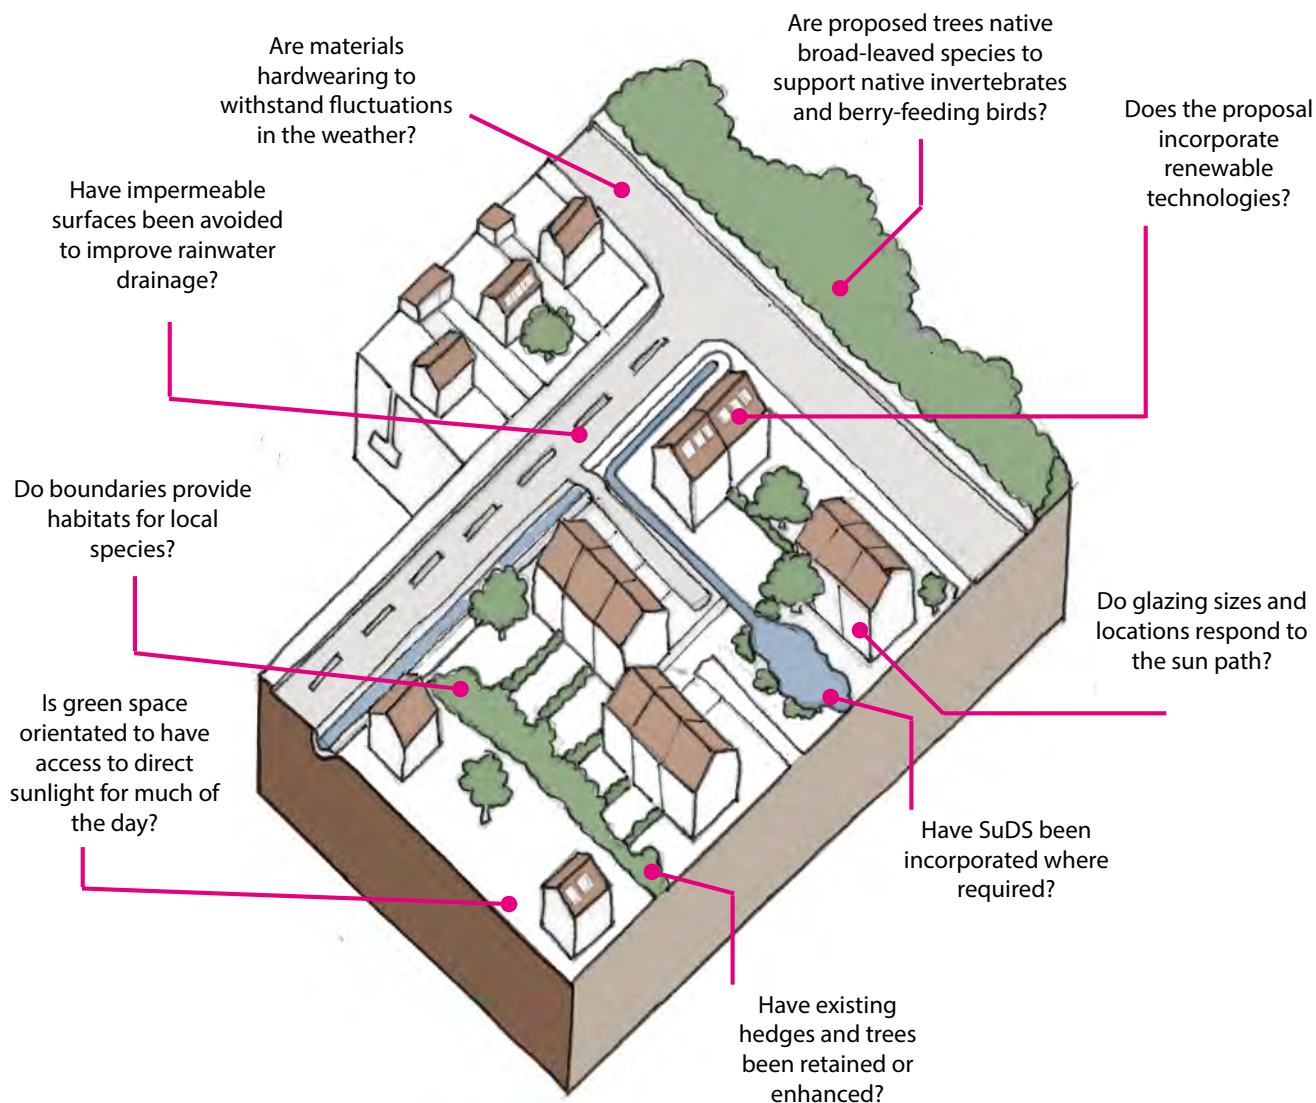 Are materials
hardwearing to
withstand fluctuations
in the weather?
Are proposed trees native
broad-leaved species to
support native invertebrates
and berry-feeding birds?
Does the proposal
incorporate
renewable
technologies?
Have impermeable
surfaces been avoided
to improve rainwater
drainage?
Do boundaries provide
habitats for local
species?
Do glazing sizes and
locations respond to
the sun path?
Is green space
orientated to have
access to direct
sunlight for much of
the day?
Have SuDS been
incorporated where
required?
Have existing
hedges and trees
been retained or
enhanced?